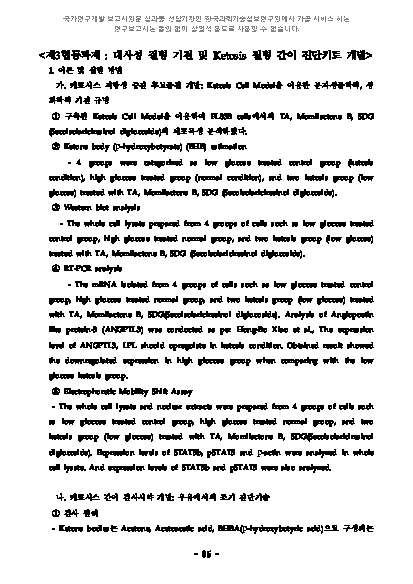 국가연구개발 보고서원문 성과물 전담기관인 한국과학기술정보연구원에서 가공·서비스 하는
연구보고서는 동의 없이 상업적 용도로 사용할 수 없습니다.
<제3협동과제 : 대사성 질병 기전 및 Ketosis 질병 간이 진단키트 개발>
1. 이론 및 실험 방법
가. 케토시스 저항성 증진 후보물질 개발: Ketosis Cell Model을 이용한 분자생물학적, 생
화학적 기전 규명
① 구축된 Ketosis Cell Model을 이용하여 BL3B cells에서의 TA, Momilactone B, SDG
(Secoisolariciresinol diglucoside)의 세포독성 분석하였다.
② Ketone body (β-hydroxybutyrate) (BHB) estimation
- 4 groups were categorized as low glucose treated control group (ketosis
condition), high glucose treated group (normal condition), and two ketosis group (low
glucose) treated with TA, Momilactone B, SDG (Secoisolariciresinol diglucoside).
③ Western blot analysis
- The whole cell lysate prepared from 4 groups of cells such as low glucose treated
control group, high glucose treated normal group, and two ketosis group (low glucose)
treated with TA, Momilactone B, SDG (Secoisolariciresinol diglucoside).
④ RT-PCR analysis
- The mRNA isolated from 4 groups of cells such as low glucose treated control
group, high glucose treated normal group, and two ketosis group (low glucose) treated
with TA, Momilactone B, SDG(Secoisolariciresinol diglucoside). Analysis of Angiopoetin
like protein-3 (ANGPTL3) was conducted as per Hong-Bo Xiao et al., The expression
level of ANGPTL3, LPL should upregulate in ketosis condition. Obtained result showed
the downregulated expression in high glucose group when comparing with the low
glucose ketosis group.
⑤ Electrophoretic Mobility Shift Assay
- The whole cell lysate and nuclear extracts were prepared from 4 groups of cells such
as low glucose treated control group, high glucose treated normal group, and two
ketosis group (low glucose) treated with TA, Momilactone B, SDG(Secoisolariciresinol
diglucoside). Expression levels of STAT5b, pSTAT5 and β-actin were analysed in whole
cell lysate. And expression levels of STAT5b and pSTAT5 were also analysed.
나. 케토시스 간이 검사시약 개발: 우유에서의 조기 진단기술
① 검사 원리
- Ketone bodies는 Acetone, Acetoacetic acid, BHBA(β-hydroxybutyric acid)으로 구성되는